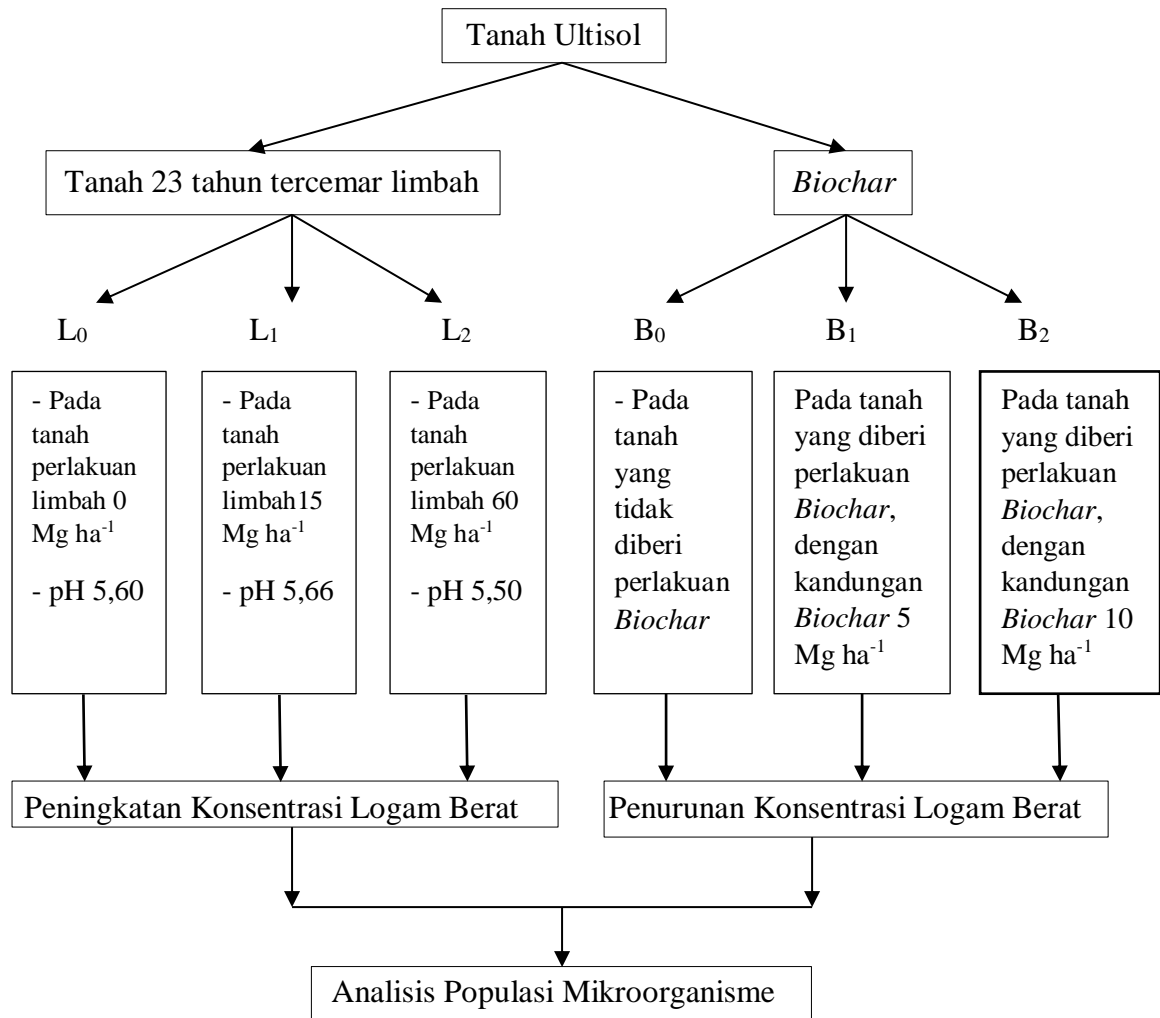 Tanah Ultisol
Tanah 23 tahun tercemar limbah
Biochar
L₀
L₁
L₂
B₀
B₁
B₂
- Pada
tanah
perlakuan
limbah 0
Mg ha⁻¹
- pH 5,60
- Pada
tanah
perlakuan
limbah15
Mg ha⁻¹
- pH 5,66
- Pada
tanah
perlakuan
limbah 60
Mg ha⁻¹
- pH 5,50
- Pada
tanah
yang
tidak
diberi
perlakuan
Biochar
Pada tanah
yang diberi
perlakuan
Biochar,
dengan
kandungan
Biochar 5
Mg ha⁻¹
Pada tanah
yang diberi
perlakuan
Biochar,
dengan
kandungan
Biochar 10
Mg ha⁻¹
Peningkatan Konsentrasi Logam Berat
Penurunan Konsentrasi Logam Berat
Analisis Populasi Mikroorganisme